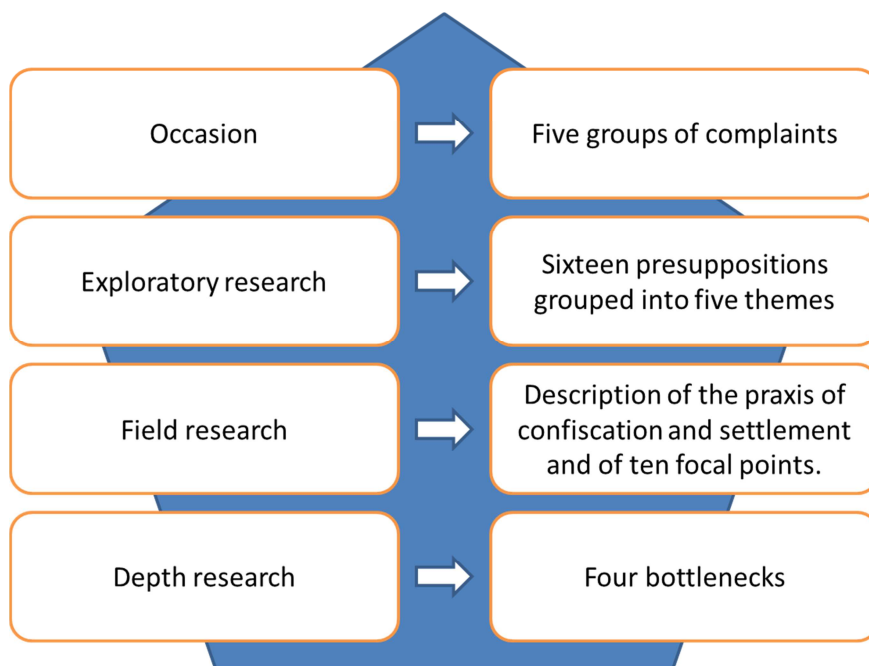 Occasion
Five groups of complaints
Exploratory research
Sixteen presuppositions
grouped into five themes
Field research
Description of the praxis of
confiscation and settlement
and of ten focal points.
Depth research
Four bottlenecks